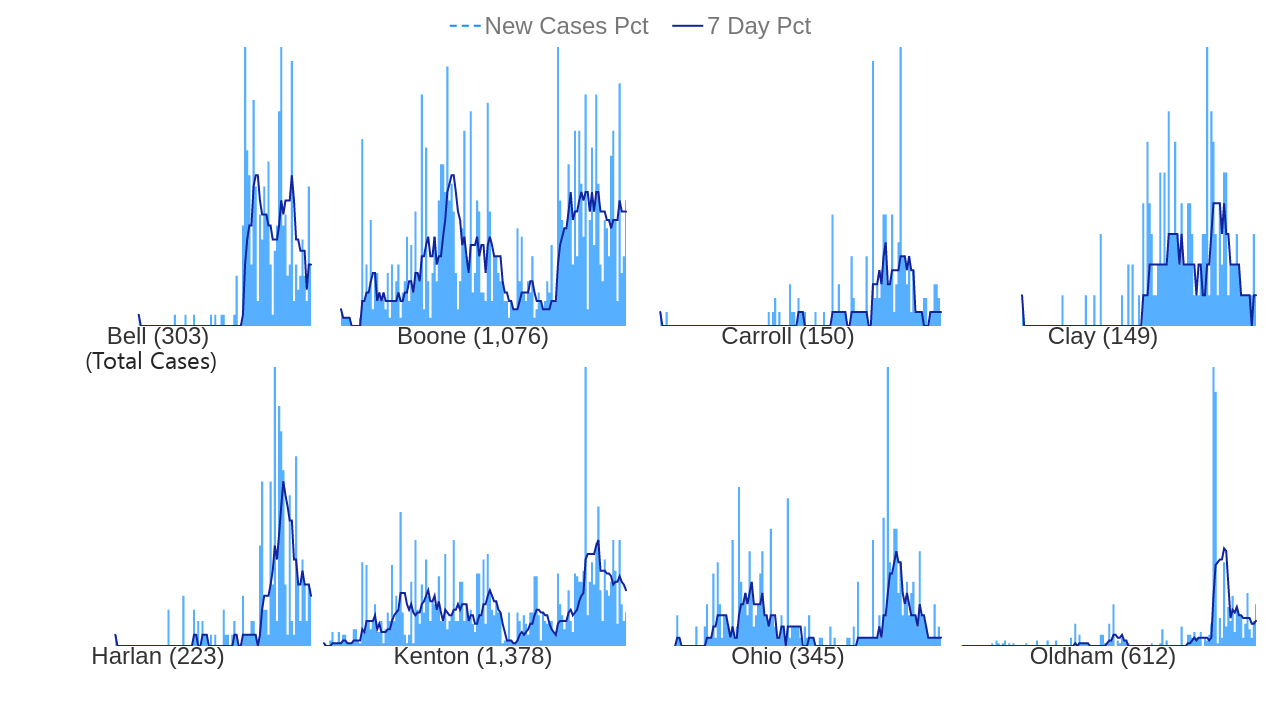 New Cases Pct 7 Day Pct
Bell (303) Boone (1,076) Carroll (150) Clay (149)
(Total Cases)
Harlan (223) Kenton (1,378) Ohio (345) Oldham (612)